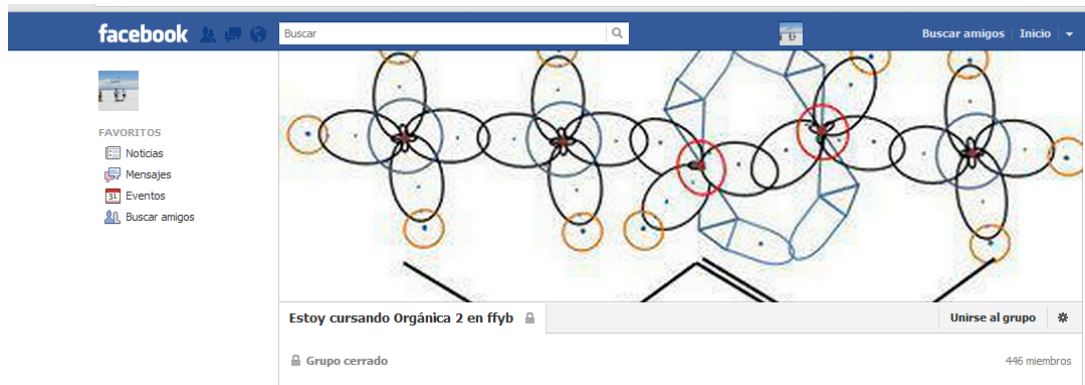 facebook
Buscar
Buscar amigos Inicio
FAVORITOS
31
Noticias
Mensajes
Eventos
Buscar amigos
Estoy cursando Orgánica 2 en ffyb
Unirse al grupo
Grupo cerrado
446 miembros